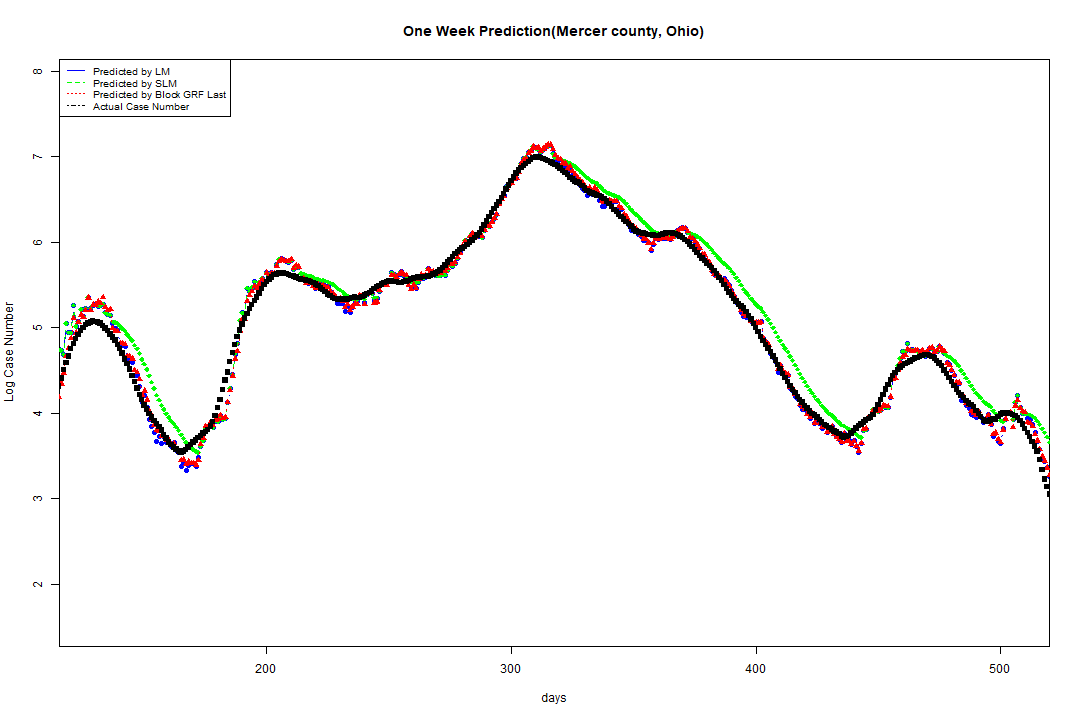 One Week Prediction(Mercer county, Ohio)
Predicted by LM
Predicted by SLM
Predicted by Block GRF Last
Actual Case Number
8
7
6
5
4
3
2
Log Case Number
200
300
400
500
days